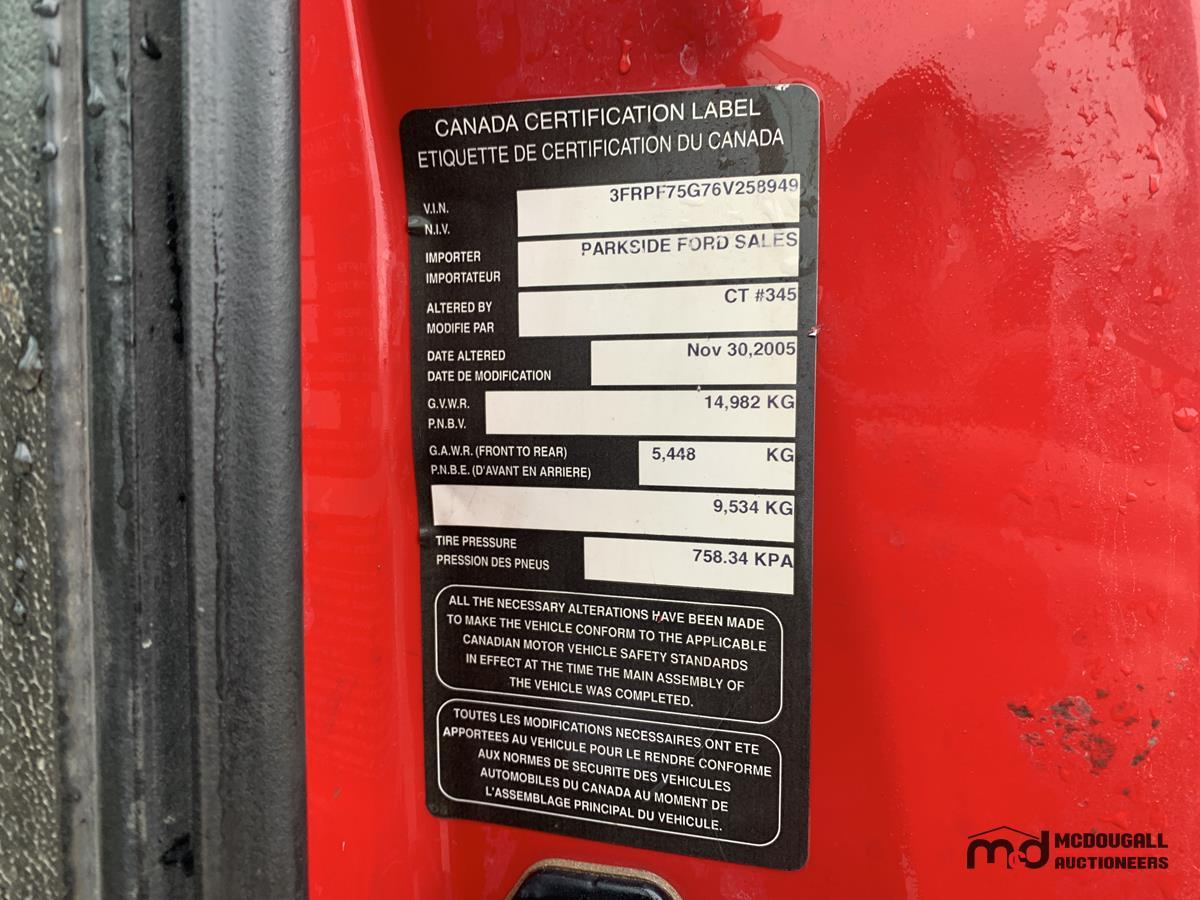 CANADA CERTIFICATION LABEL
ETIQUETTE DE CERTIFICATION DU CANADA
V.I.N. 3FRPF75G76V258949
N.I.V.
IMPORTER PARKSIDE FORD SALES
IMPORTATEUR
ALTERED BY CT #345
MODIFIE PAR
DATE ALTERED Nov 30,2005
DATE DE MODIFICATION
G.V.W.R. 14,982 KG
P.N.B.V.
G.A.W.R. (FRONT TO REAR) 5,448 KG
P.N.B.E. (D'AVANT EN ARRIERE)
9,534 KG
TIRE PRESSURE 758.34 KPA
PRESSION DES PNEUS
ALL THE NECESSARY ALTERATIONS HAVE BEEN MADE
TO MAKE THE VEHICLE CONFORM TO THE APPLICABLE
CANADIAN MOTOR VEHICLE SAFETY STANDARDS
IN EFFECT AT THE TIME THE MAIN ASSEMBLY OF
THE VEHICLE WAS COMPLETED.
TOUTES LES MODIFICATIONS NECESSAIRES ONT ETE
APPORTEES AU VEHICULE POUR LE RENDRE CONFORME
AUX NORMES DE SECURITE DES VEHICULES
AUTOMOBILES DU CANADA AU MOMENT DE
L'ASSEMBLAGE PRINCIPAL DU VEHICULE.
mcd MCDOUGALL
AUCTIONEERS